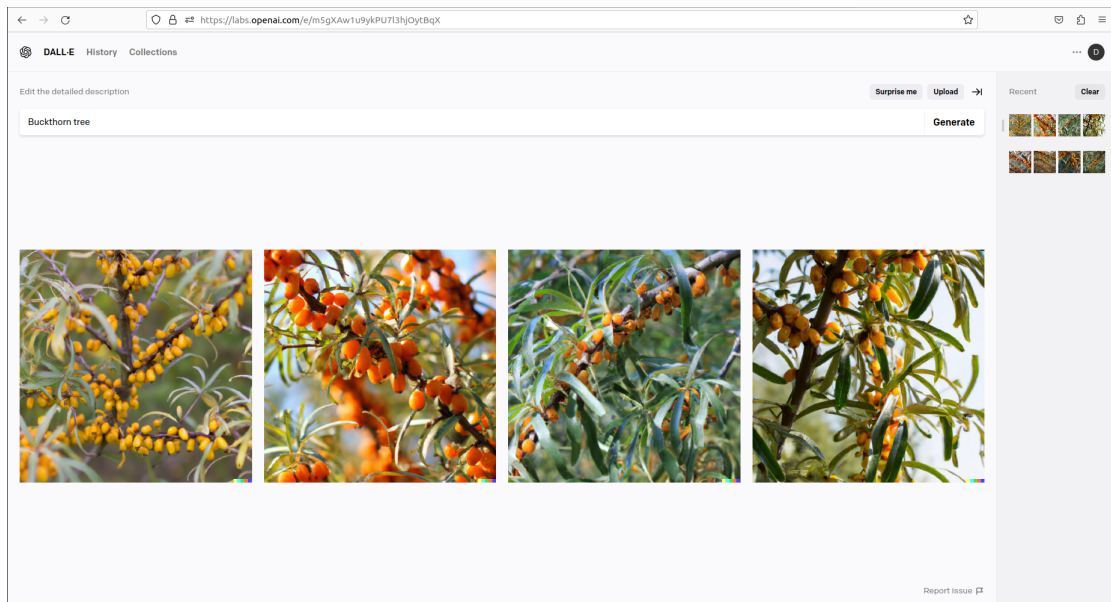 https://labs.openai.com/e/m5gXAw1u9ykPU7l3hjOytBqX
DALL·E History Collections
D
Edit the detailed description
Surprise me Upload
Recent Clear
Buckthorn tree Generate
Report issue